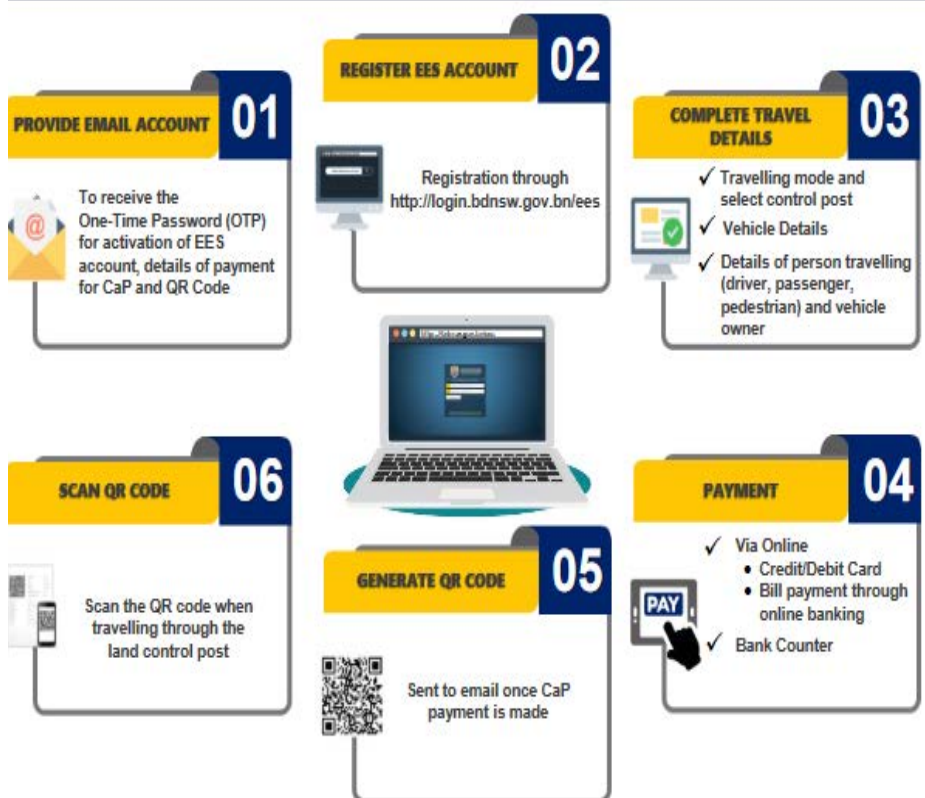 01
PROVIDE EMAIL ACCOUNT
To receive the
One-Time Password (OTP)
for activation of EES
account, details of payment
for CaP and QR Code
02
REGISTER EES ACCOUNT
Registration through
http://login.bdnsw.gov.bn/ees
03
COMPLETE TRAVEL
DETAILS
✓ Travelling mode and
select control post
✓ Vehicle Details
✓ Details of person travelling
(driver, passenger,
pedestrian) and vehicle
owner
04
PAYMENT
✓ Via Online
• Credit/Debit Card
• Bill payment through
online banking
✓ Bank Counter
PAY
05
GENERATE QR CODE
Sent to email once CaP
payment is made
06
SCAN QR CODE
Scan the QR code when
travelling through the
land control post